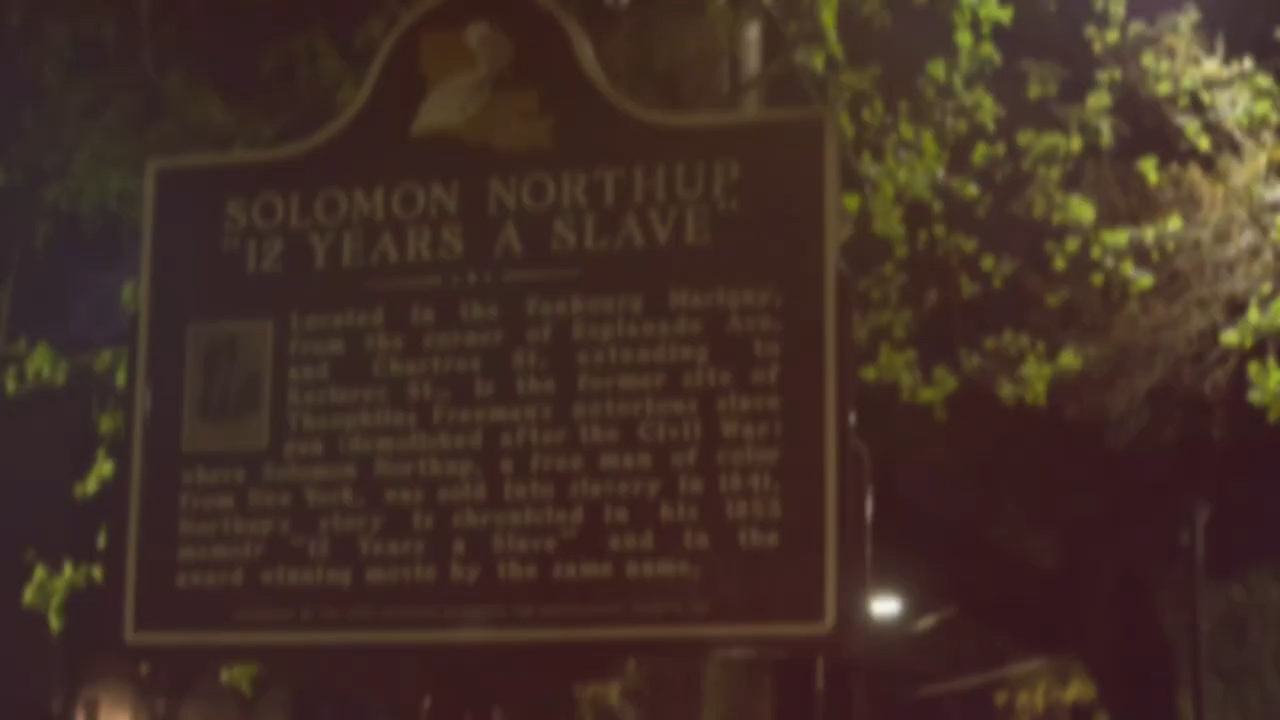 SOLOMON NORTHUP
"12 YEARS A SLAVE"
Located in the Faubourg Marigny,
from the corner of Esplanade Ave.
and Chartres St. extending to
St., is the former site of
Theophilus Freeman's notorious slave
pen (demolished after the Civil War)
where Solomon Northup, a free man of color
from New York, was sold into slavery in 1841.
Northup's story is chronicled in his 1853
memoir "12 Years a Slave" and in the
award winning movie by the same name.